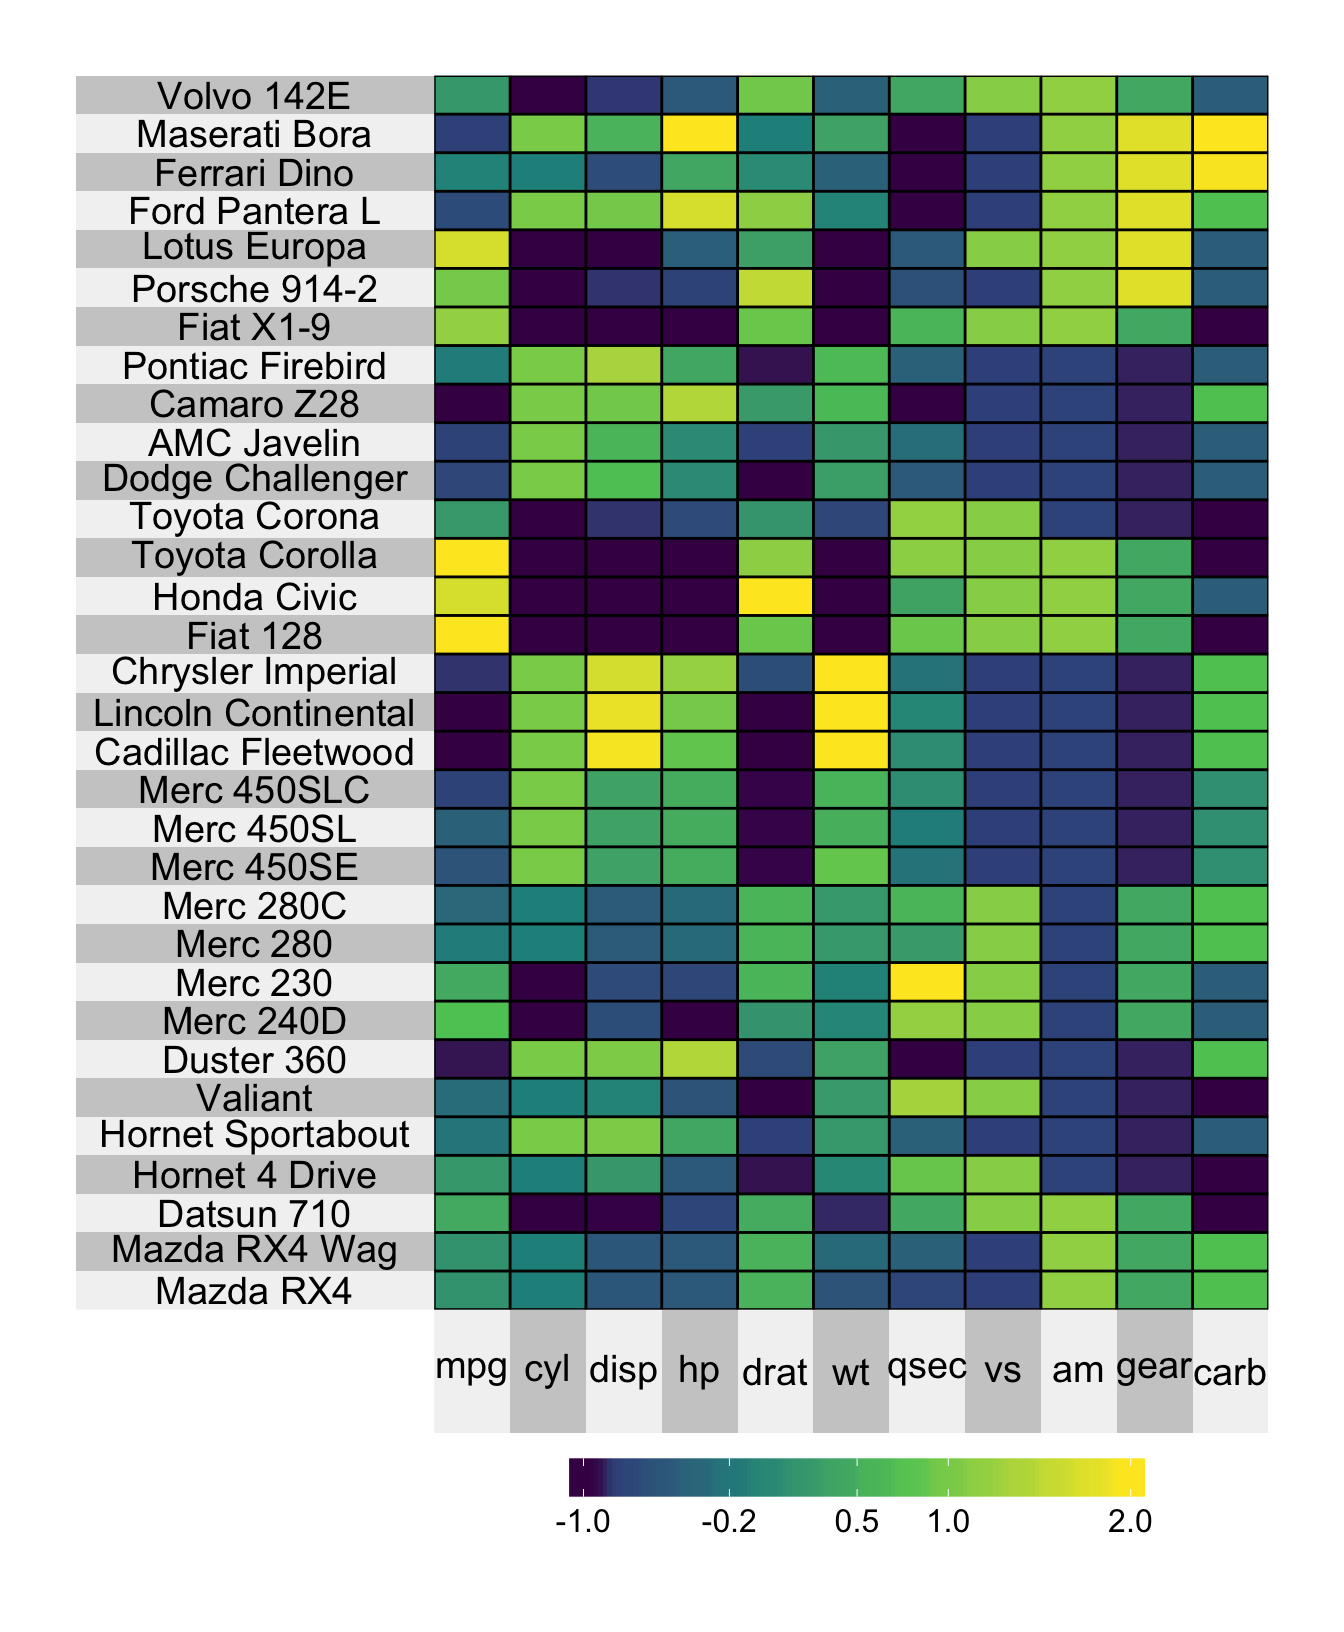 Volvo 142E
Maserati Bora
Ferrari Dino
Ford Pantera L
Lotus Europa
Porsche 914-2
Fiat X1-9
Pontiac Firebird
Camaro Z28
AMC Javelin
Dodge Challenger
Toyota Corona
Toyota Corolla
Honda Civic
Fiat 128
Chrysler Imperial
Lincoln Continental
Cadillac Fleetwood
Merc 450SLC
Merc 450SL
Merc 450SE
Merc 280C
Merc 280
Merc 230
Merc 240D
Duster 360
Valiant
Hornet Sportabout
Hornet 4 Drive
Datsun 710
Mazda RX4 Wag
Mazda RX4
mpg cyl disp hp drat wt qsec vs am gear carb
-1.0 -0.2 0.5 1.0 2.0